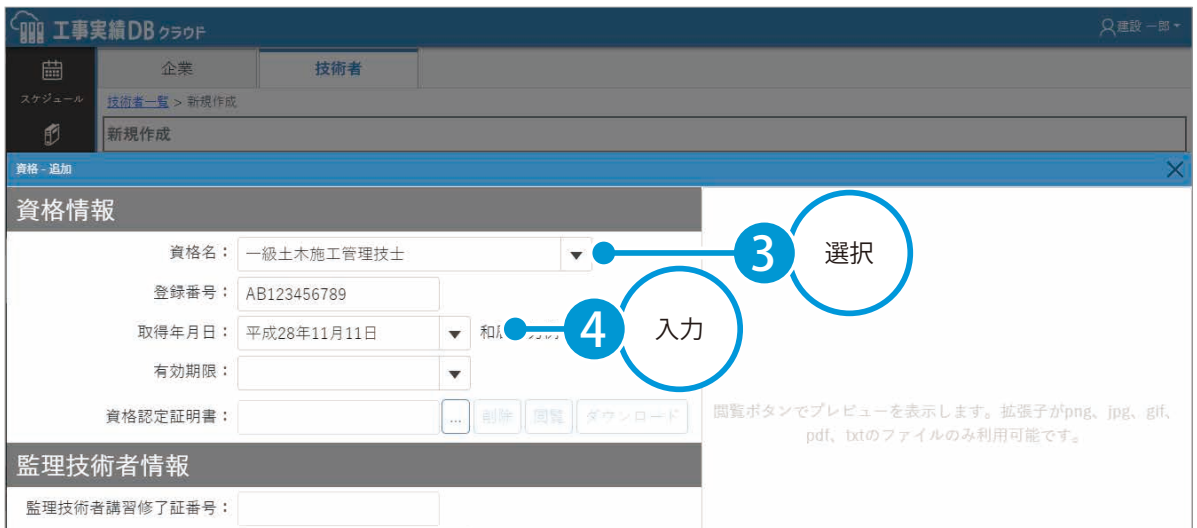 工事実績DB クラウド
建設 一郎
企業
技術者
スケジュール
技術者一覧 > 新規作成
新規作成
資格 - 追加
資格情報
資格名：
一級土木施工管理技士
3
選択
登録番号：
AB123456789
取得年月日：
平成28年11月11日
4
入力
有効期限：
資格認定証明書：
...
削除
閲覧
ダウンロード
閲覧ボタンでプレビューを表示します。拡張子がpng、jpg、gif、
pdf、txtのファイルのみ利用可能です。
監理技術者情報
監理技術者講習修了証番号：